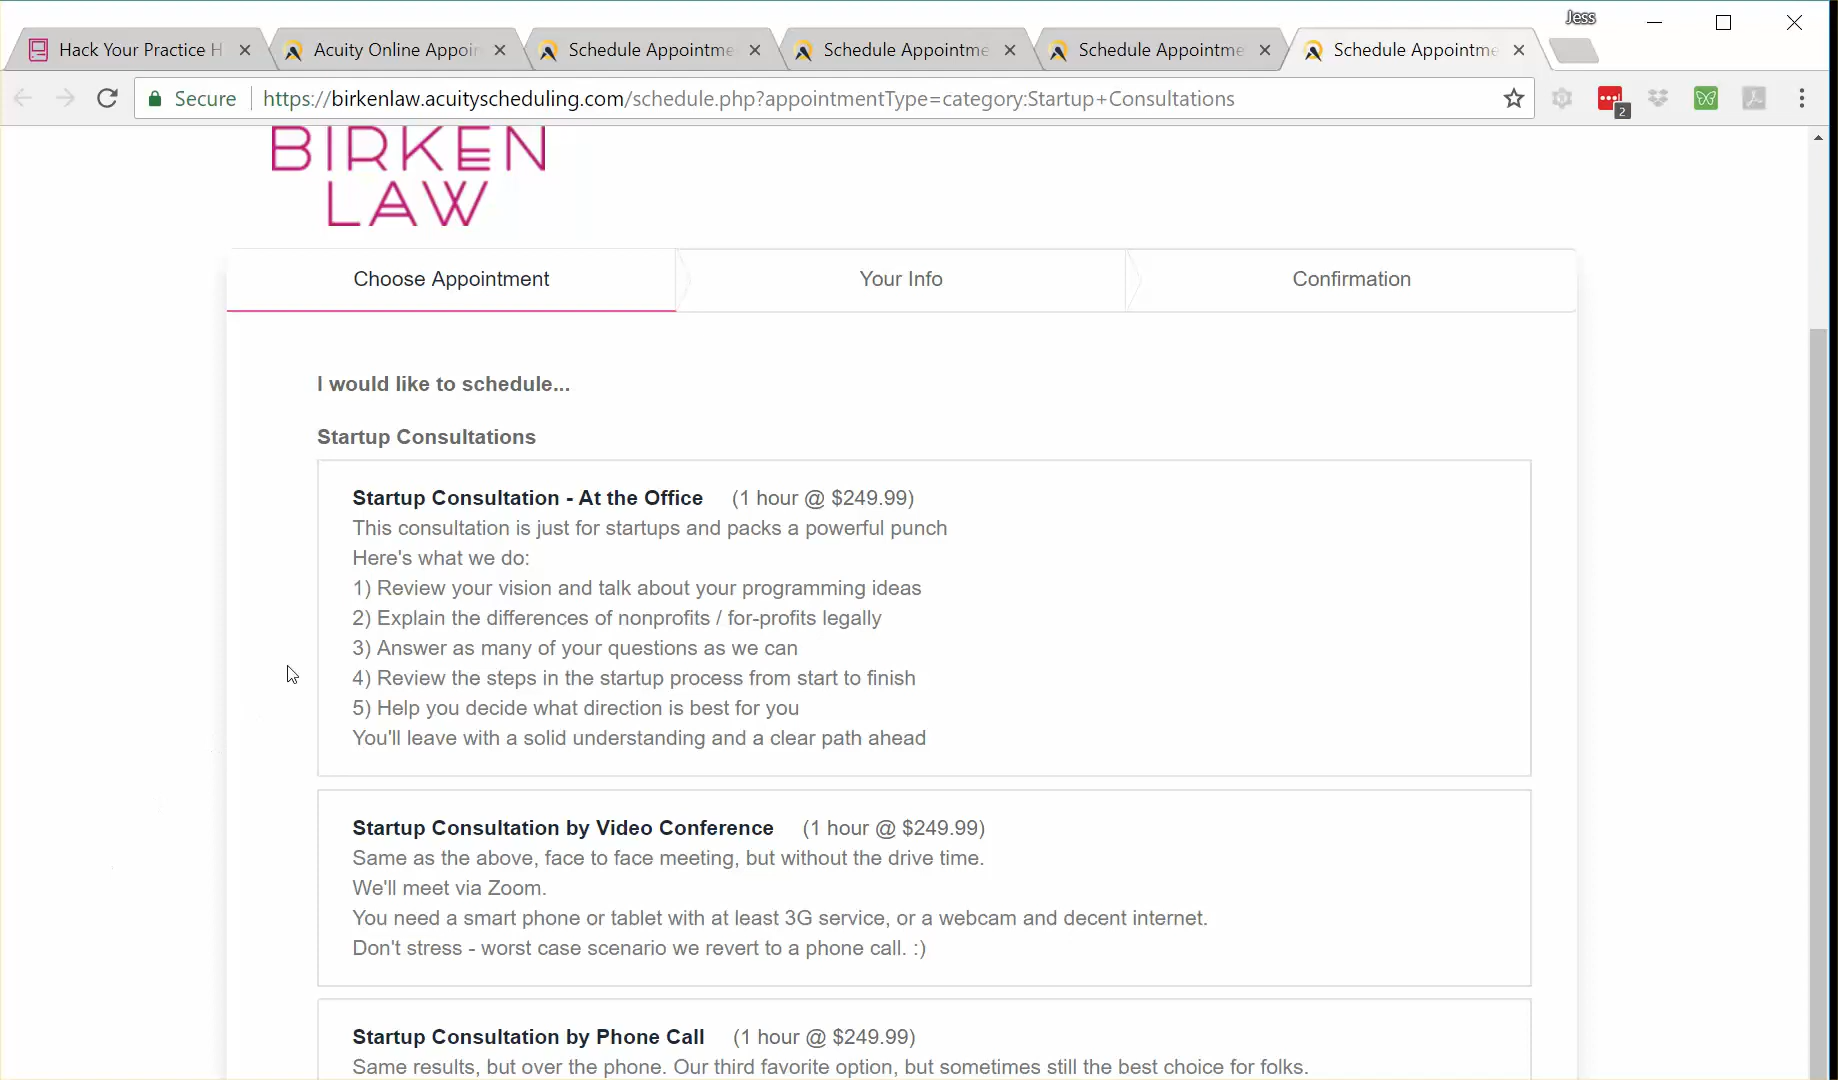 Jess
Hack Your Practice H
Acuity Online Appoin
Schedule Appointme
Schedule Appointme
Schedule Appointme
Schedule Appointme
Secure
https://birkenlaw.acuityscheduling.com/schedule.php?appointmentType=category:Startup+Consultations
2
BIRKEN
LAW
Choose Appointment
Your Info
Confirmation
I would like to schedule...
Startup Consultations
Startup Consultation - At the Office (1 hour @ $249.99)
This consultation is just for startups and packs a powerful punch
Here's what we do:
1) Review your vision and talk about your programming ideas
2) Explain the differences of nonprofits / for-profits legally
3) Answer as many of your questions as we can
4) Review the steps in the startup process from start to finish
5) Help you decide what direction is best for you
You'll leave with a solid understanding and a clear path ahead
Startup Consultation by Video Conference (1 hour @ $249.99)
Same as the above, face to face meeting, but without the drive time.
We'll meet via Zoom.
You need a smart phone or tablet with at least 3G service, or a webcam and decent internet.
Don't stress - worst case scenario we revert to a phone call. :)
Startup Consultation by Phone Call (1 hour @ $249.99)
Same results, but over the phone. Our third favorite option, but sometimes still the best choice for folks.